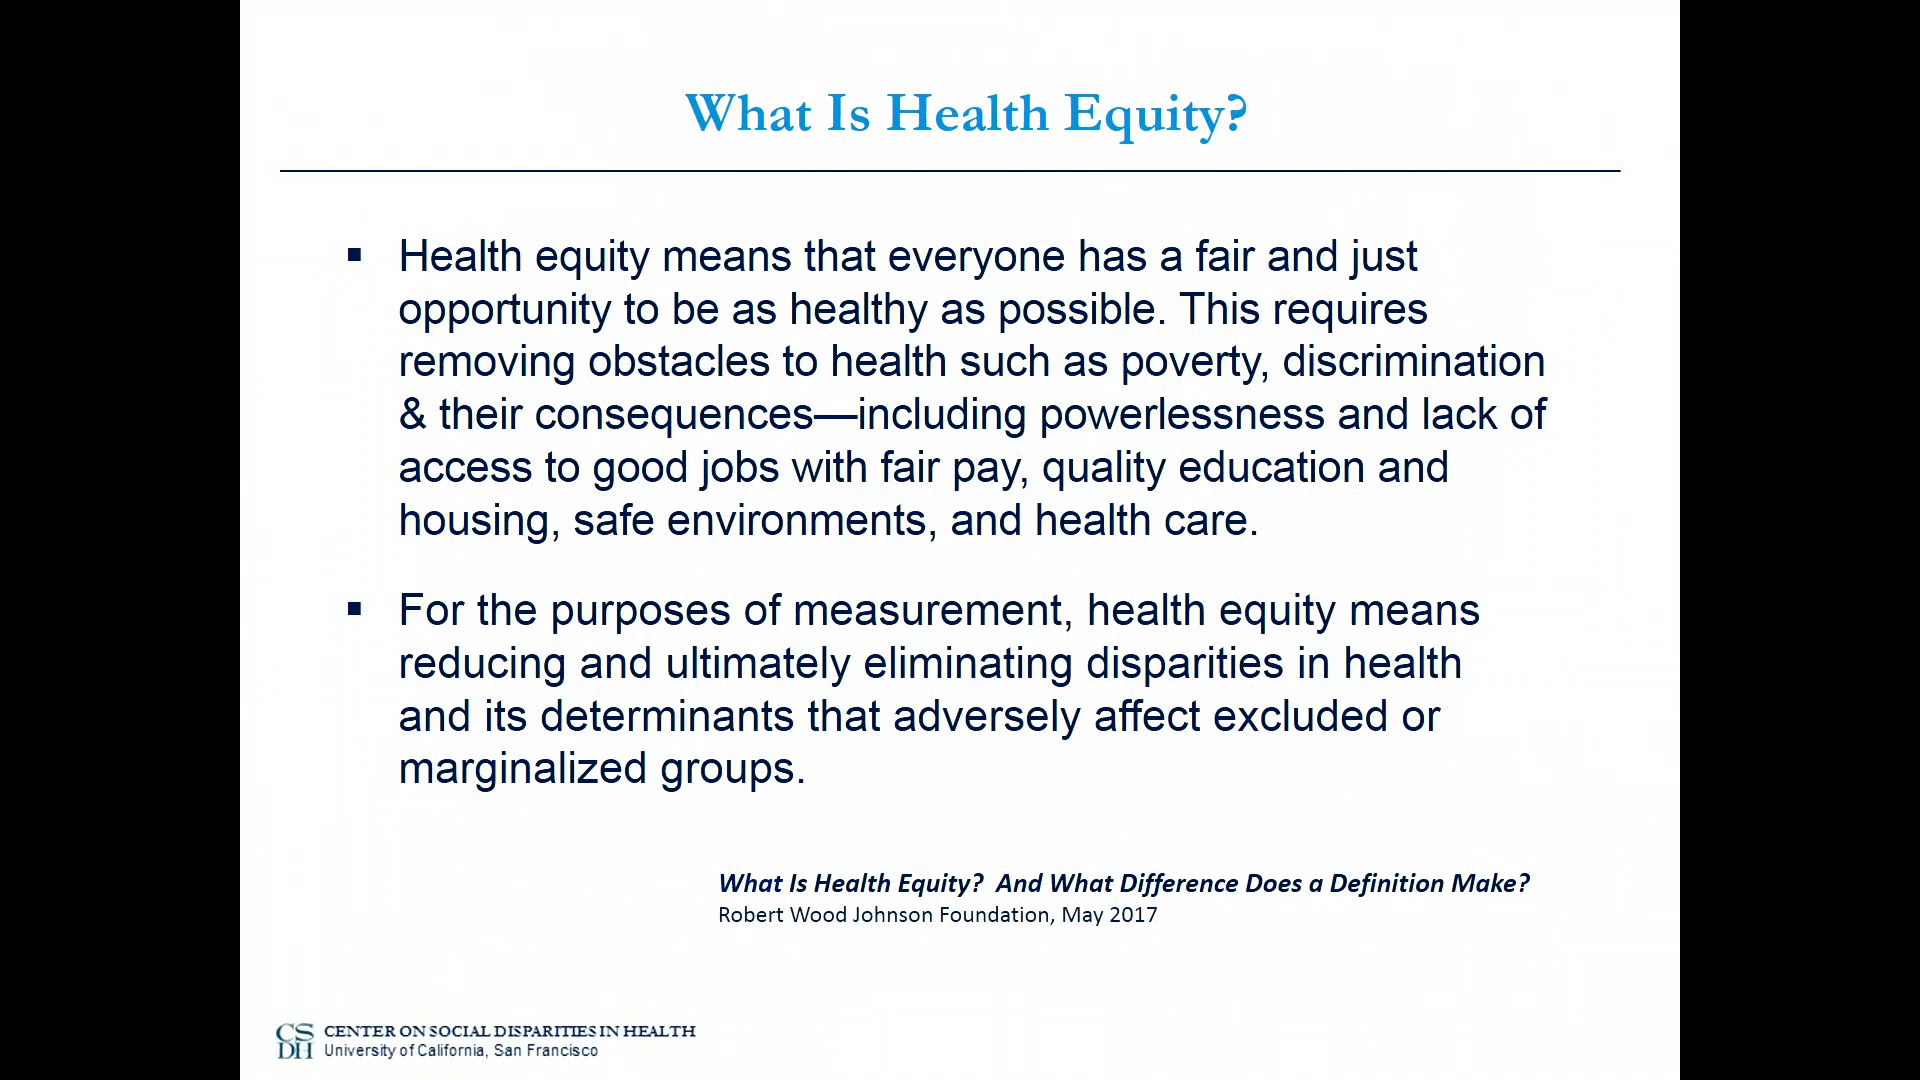 What Is Health Equity?
▪ Health equity means that everyone has a fair and just
opportunity to be as healthy as possible. This requires
removing obstacles to health such as poverty, discrimination
& their consequences—including powerlessness and lack of
access to good jobs with fair pay, quality education and
housing, safe environments, and health care.
▪ For the purposes of measurement, health equity means
reducing and ultimately eliminating disparities in health
and its determinants that adversely affect excluded or
marginalized groups.
What Is Health Equity?  And What Difference Does a Definition Make?
Robert Wood Johnson Foundation, May 2017
CS
DH
CENTER ON SOCIAL DISPARITIES IN HEALTH
University of California, San Francisco